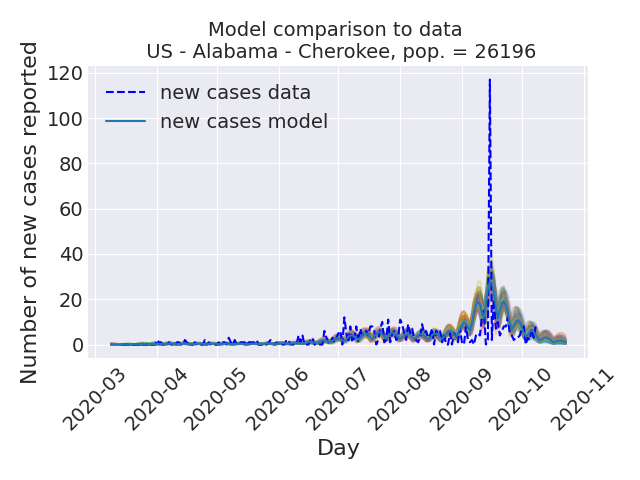 Model comparison to data
US - Alabama - Cherokee, pop. = 26196
Number of new cases reported
120
100
80
60
40
20
0
new cases data
new cases model
2020-03
2020-04
2020-05
2020-06
2020-07
2020-08
2020-09
2020-10
2020-11
Day